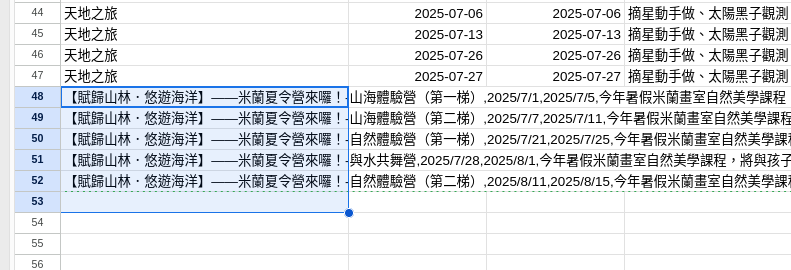 44 天地之旅 2025-07-06 2025-07-06 摘星動手做、太陽黑子觀測
45 天地之旅 2025-07-13 2025-07-13 摘星動手做、太陽黑子觀測
46 天地之旅 2025-07-26 2025-07-26 摘星動手做、太陽黑子觀測
47 天地之旅 2025-07-27 2025-07-27 摘星動手做、太陽黑子觀測
48 【賦歸山林．悠遊海洋】——米蘭夏令營來囉！-山海體驗營（第一梯）,2025/7/1,2025/7/5,今年暑假米蘭畫室自然美學課程
49 【賦歸山林．悠遊海洋】——米蘭夏令營來囉！-山海體驗營（第二梯）,2025/7/7,2025/7/11,今年暑假米蘭畫室自然美學課程
50 【賦歸山林．悠遊海洋】——米蘭夏令營來囉！-自然體驗營（第一梯）,2025/7/21,2025/7/25,今年暑假米蘭畫室自然美學課
51 【賦歸山林．悠遊海洋】——米蘭夏令營來囉！-與水共舞營,2025/7/28,2025/8/1,今年暑假米蘭畫室自然美學課程，將與孩子
52 【賦歸山林．悠遊海洋】——米蘭夏令營來囉！-自然體驗營（第二梯）,2025/8/11,2025/8/15,今年暑假米蘭畫室自然美學課
53
54
55
56